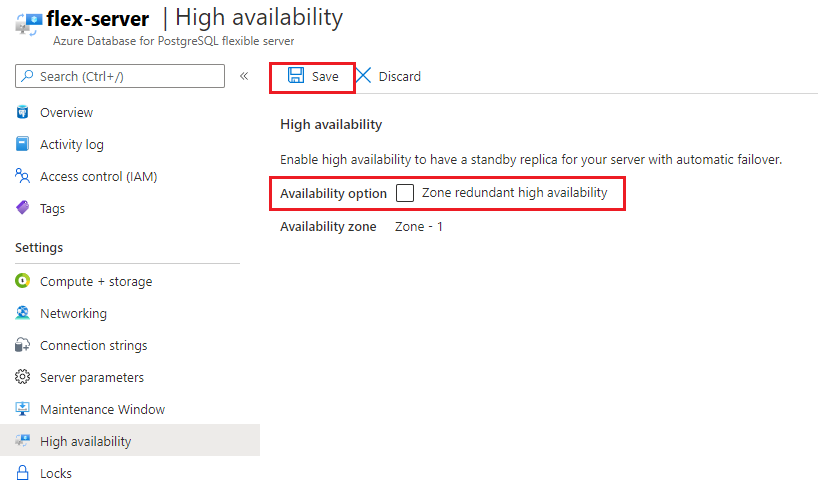 flex-server | High availability
Azure Database for PostgreSQL flexible server
Search (Ctrl+/)
«
Overview
Activity log
Access control (IAM)
Tags
Settings
Compute + storage
Networking
Connection strings
Server parameters
Maintenance Window
High availability
Locks
Save Discard
High availability
Enable high availability to have a standby replica for your server with automatic failover.
Availability option Zone redundant high availability
Availability zone Zone - 1